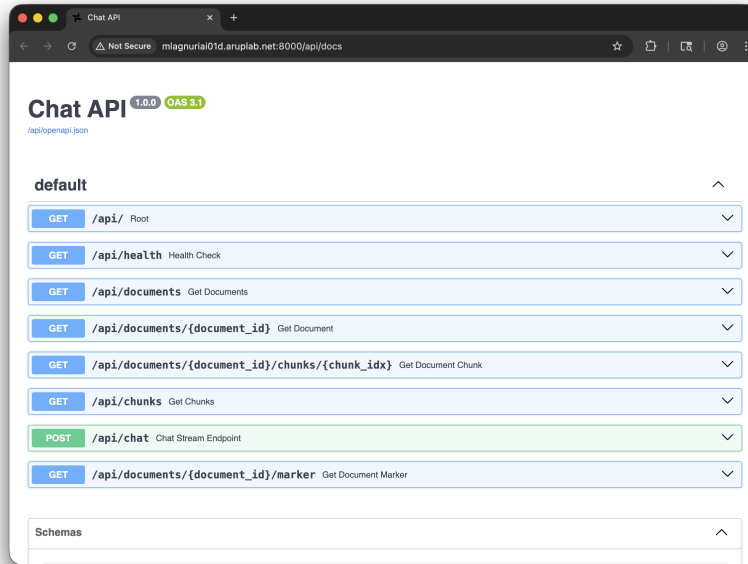 Chat API
Not Secure mlagnuriai01d.aruplab.net:8000/api/docs
Chat API 1.0.0 OAS 3.1
/api/openapi.json
default
GET /api/ Root
GET /api/health Health Check
GET /api/documents Get Documents
GET /api/documents/{document_id} Get Document
GET /api/documents/{document_id}/chunks/{chunk_idx} Get Document Chunk
GET /api/chunks Get Chunks
POST /api/chat Chat Stream Endpoint
GET /api/documents/{document_id}/marker Get Document Marker
Schemas